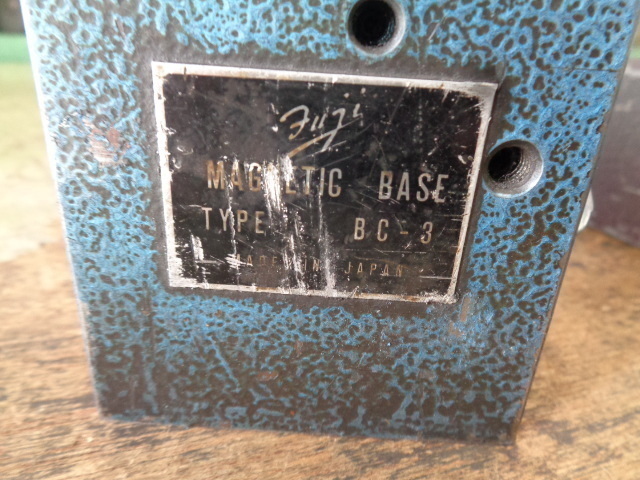 Fuji
MAGNETIC BASE
TYPE BC-3
MADE IN JAPAN